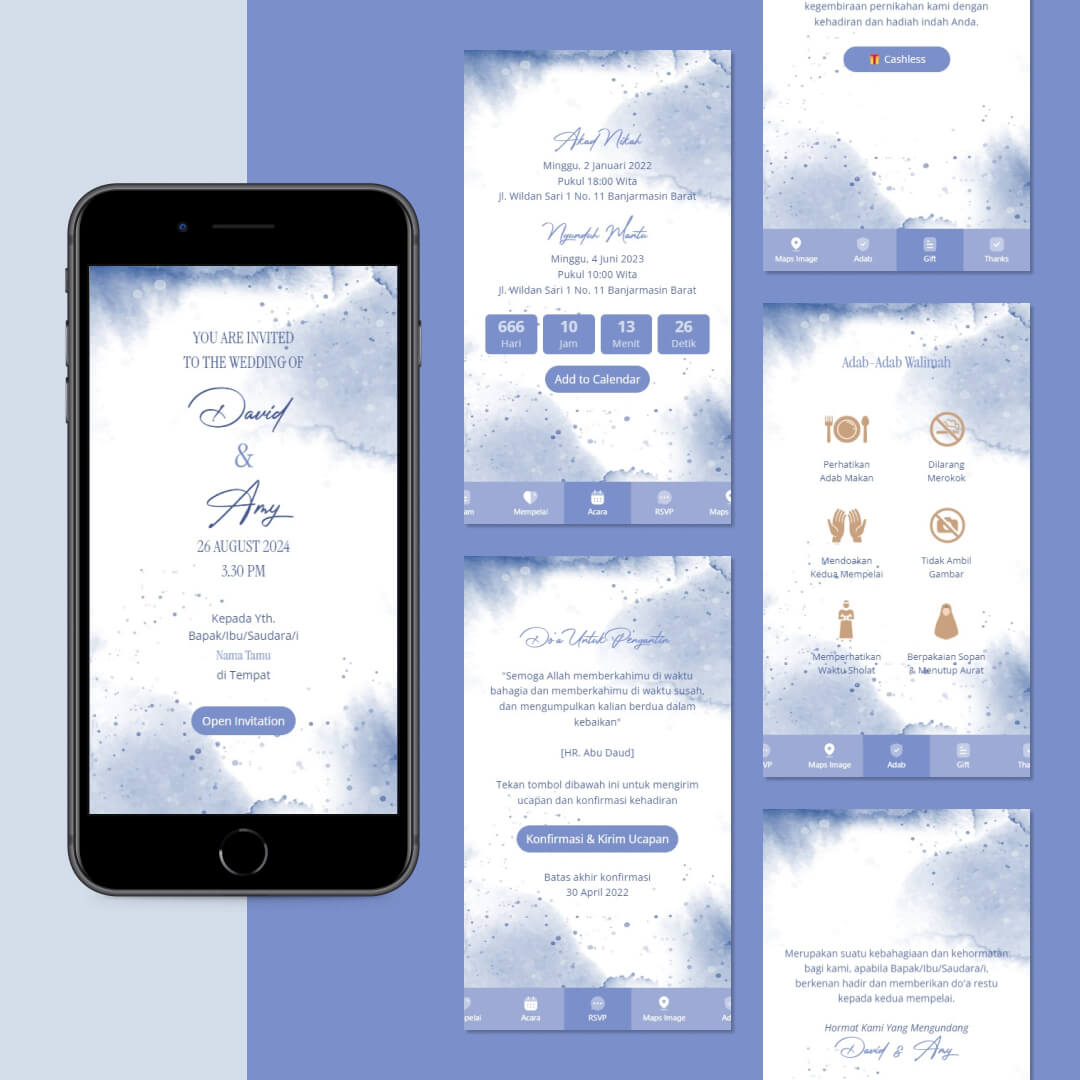 YOU ARE INVITED
TO THE WEDDING OF
David
&
Amy
26 AUGUST 2024
3.30 PM
Kepada Yth.
Bapak/Ibu/Saudara/i
Nama Tamu
di Tempat
Open Invitation
Akad Nikah
Minggu, 2 Januari 2022
Pukul 18:00 Wita
Jl. Wildan Sari 1 No. 11 Banjarmasin Barat
Ngunduh Mantu
Minggu, 4 Juni 2023
Pukul 10:00 Wita
Jl. Wildan Sari 1 No. 11 Banjarmasin Barat
666 10 13 26
Hari Jam Menit Detik
Add to Calendar
am Mempelai Acara RSVP Maps
Do'a Untuk Pengantin
"Semoga Allah memberkahimu di waktu
bahagia dan memberkahimu di waktu susah,
dan mengumpulkan kalian berdua dalam
kebaikan"
[HR. Abu Daud]
Tekan tombol dibawah ini untuk mengirim
ucapan dan konfirmasi kehadiran
Konfirmasi & Kirim Ucapan
Batas akhir konfirmasi
30 April 2022
pelai Acara RSVP Maps Image Ad
kegembiraan pernikahan kami dengan
kehadiran dan hadiah indah Anda.
Cashless
Maps Image Adab Gift Thanks
Adab-Adab Walimah
Perhatikan
Adab Makan
Dilarang
Merokok
Mendoakan
Kedua Mempelai
Tidak Ambil
Gambar
Memperhatikan
Waktu Sholat
Berpakaian Sopan
& Menutup Aurat
VP Maps Image Adab Gift Tha
Merupakan suatu kebahagiaan dan kehormatan
bagi kami, apabila Bapak/Ibu/Saudara/i,
berkenan hadir dan memberikan do'a restu
kepada kedua mempelai.
Hormat Kami Yang Mengundang
David & Amy